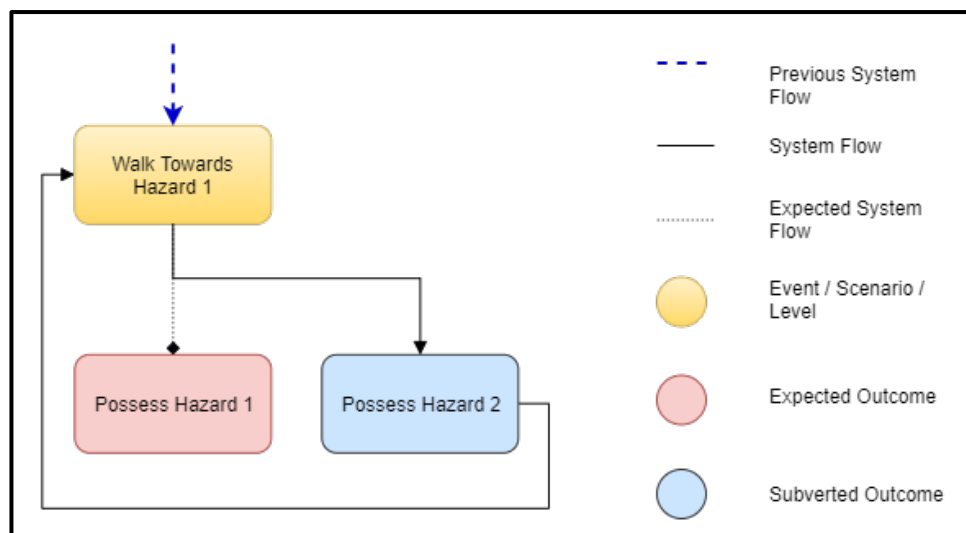 Walk Towards
Hazard 1
Possess Hazard 1
Possess Hazard 2
Previous System
Flow
System Flow
Expected System
Flow
Event / Scenario /
Level
Expected Outcome
Subverted Outcome